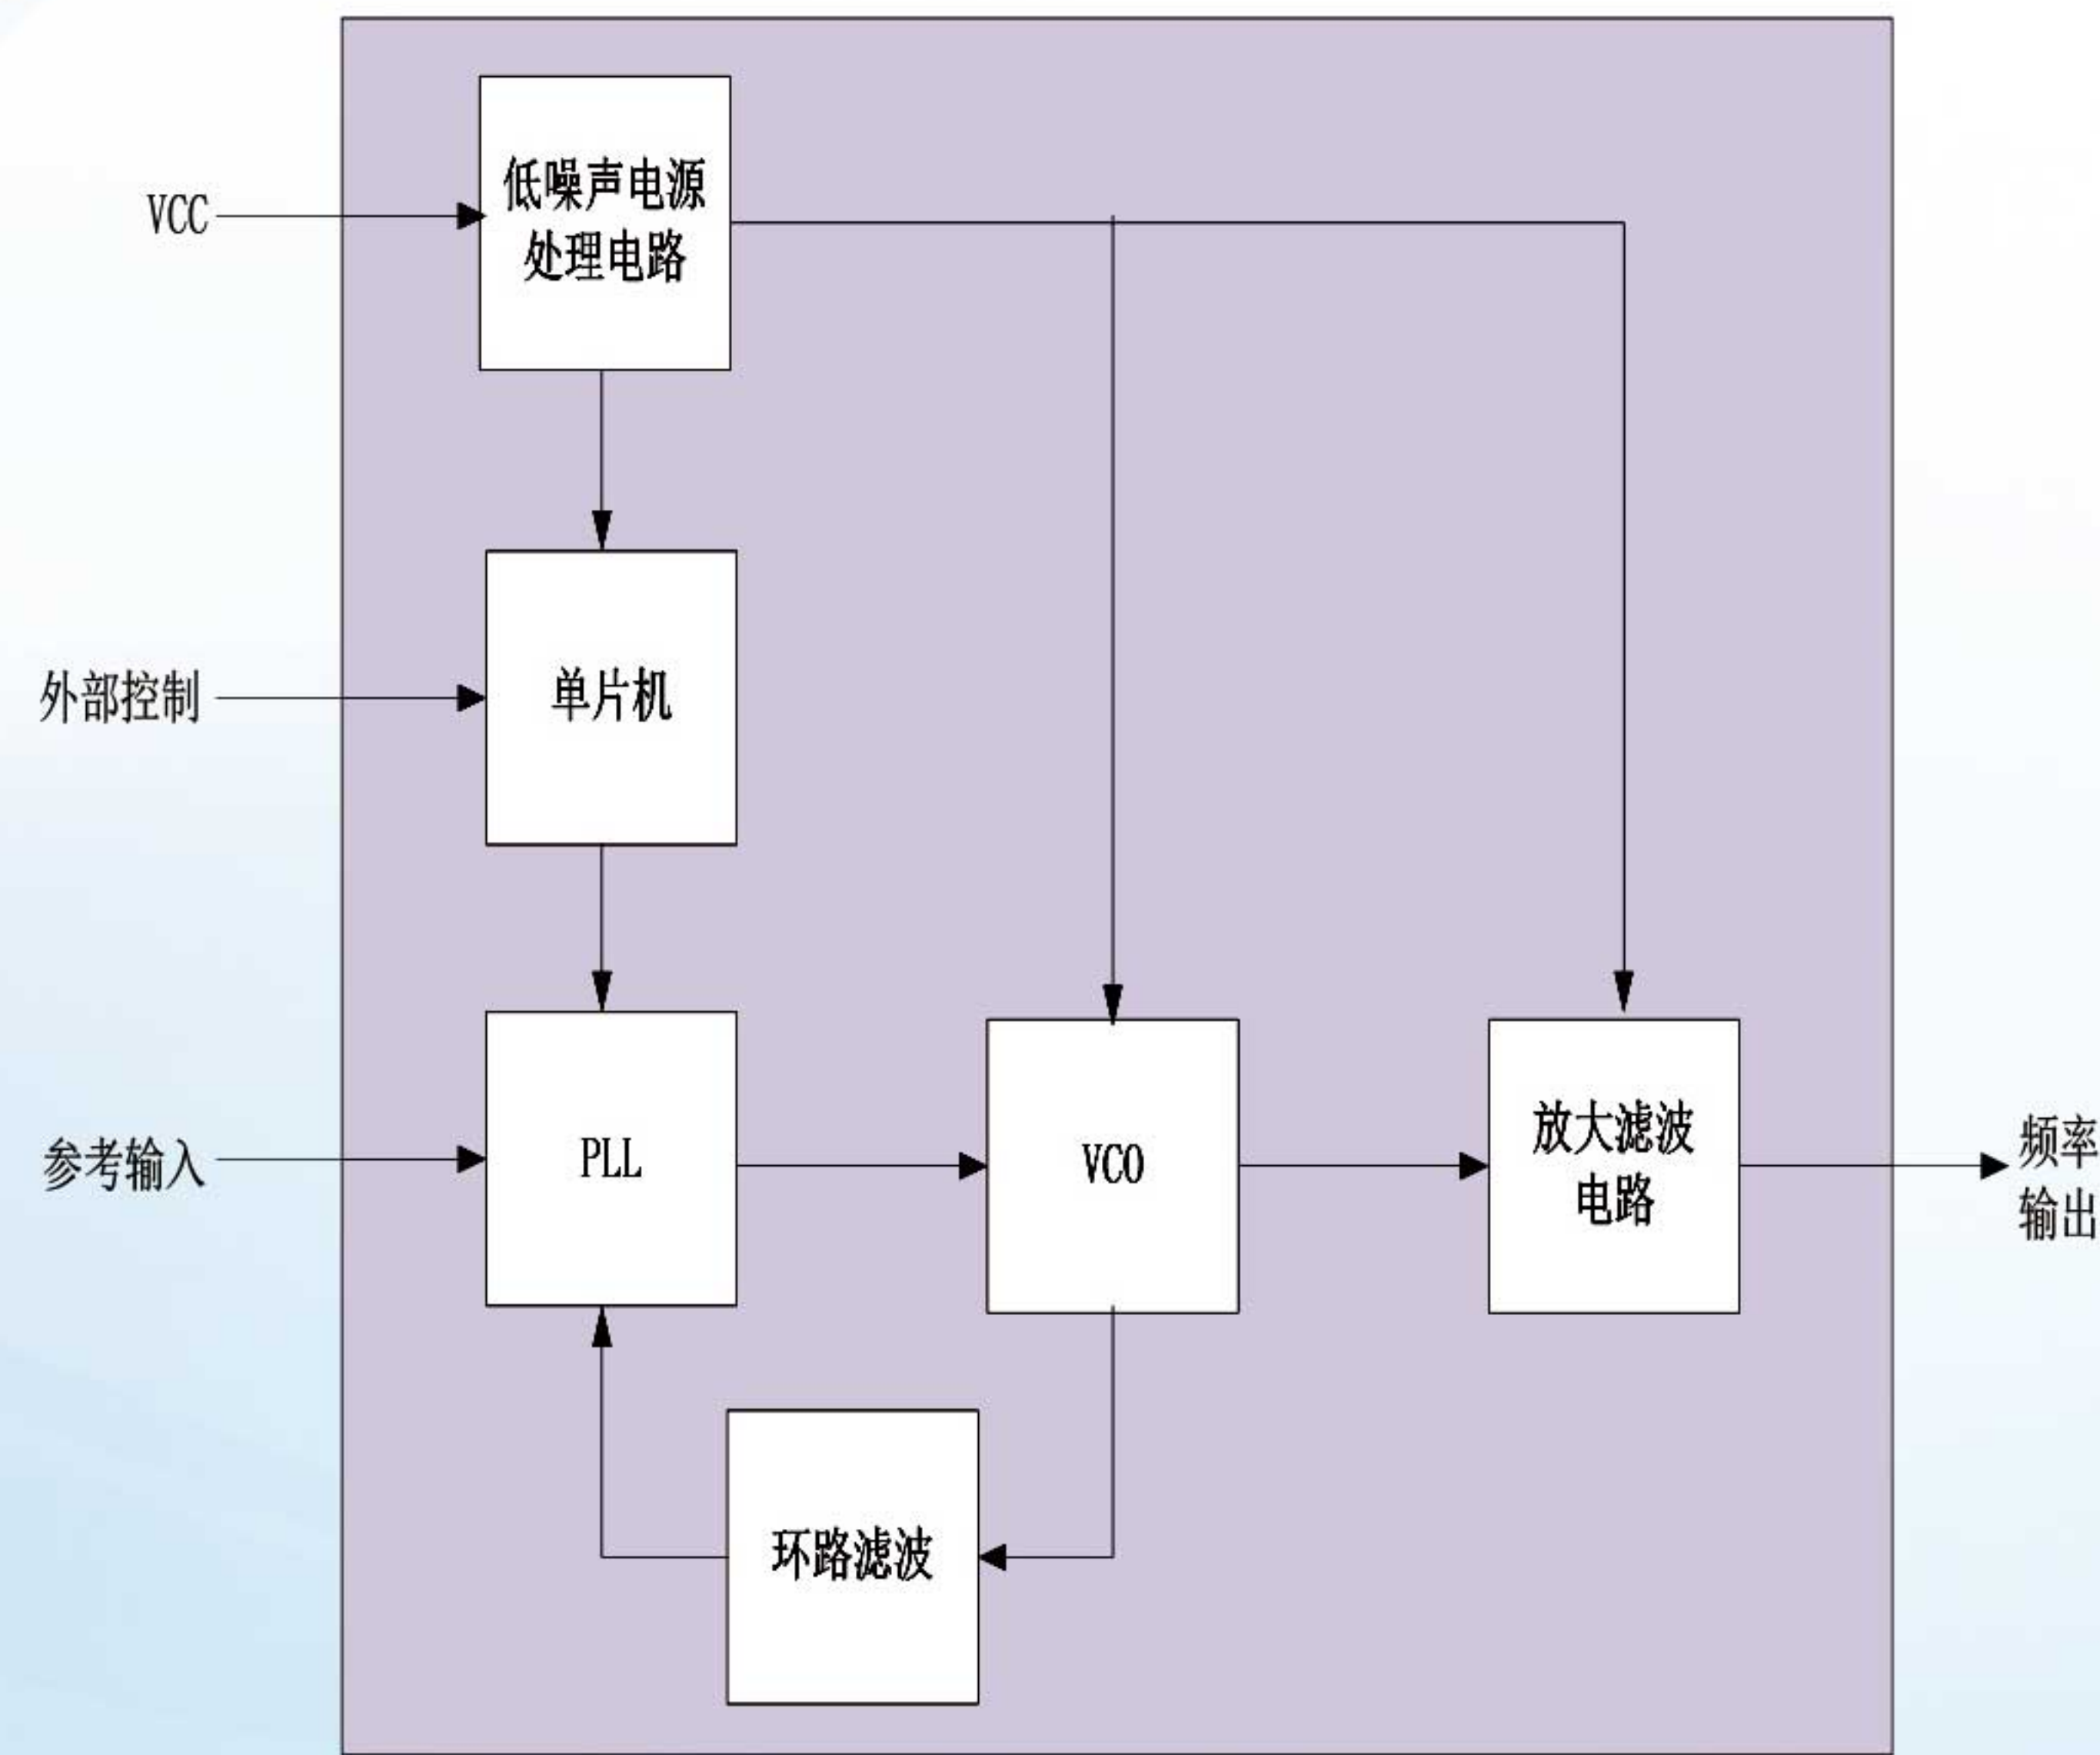 VCC
低噪声电源
处理电路
外部控制
单片机
参考输入
PLL
VCO
放大滤波
电路
频率
输出
环路滤波